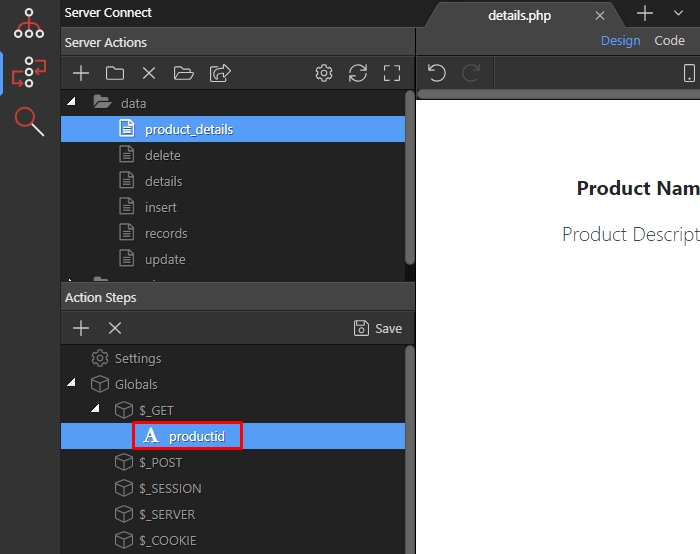 Server Connect
details.php
Server Actions
Design Code
data
product_details
delete
details
insert
records
update
Product Nam
Product Descript
Action Steps
Save
Settings
Globals
$_GET
A productid
$_POST
$_SESSION
$_SERVER
$_COOKIE